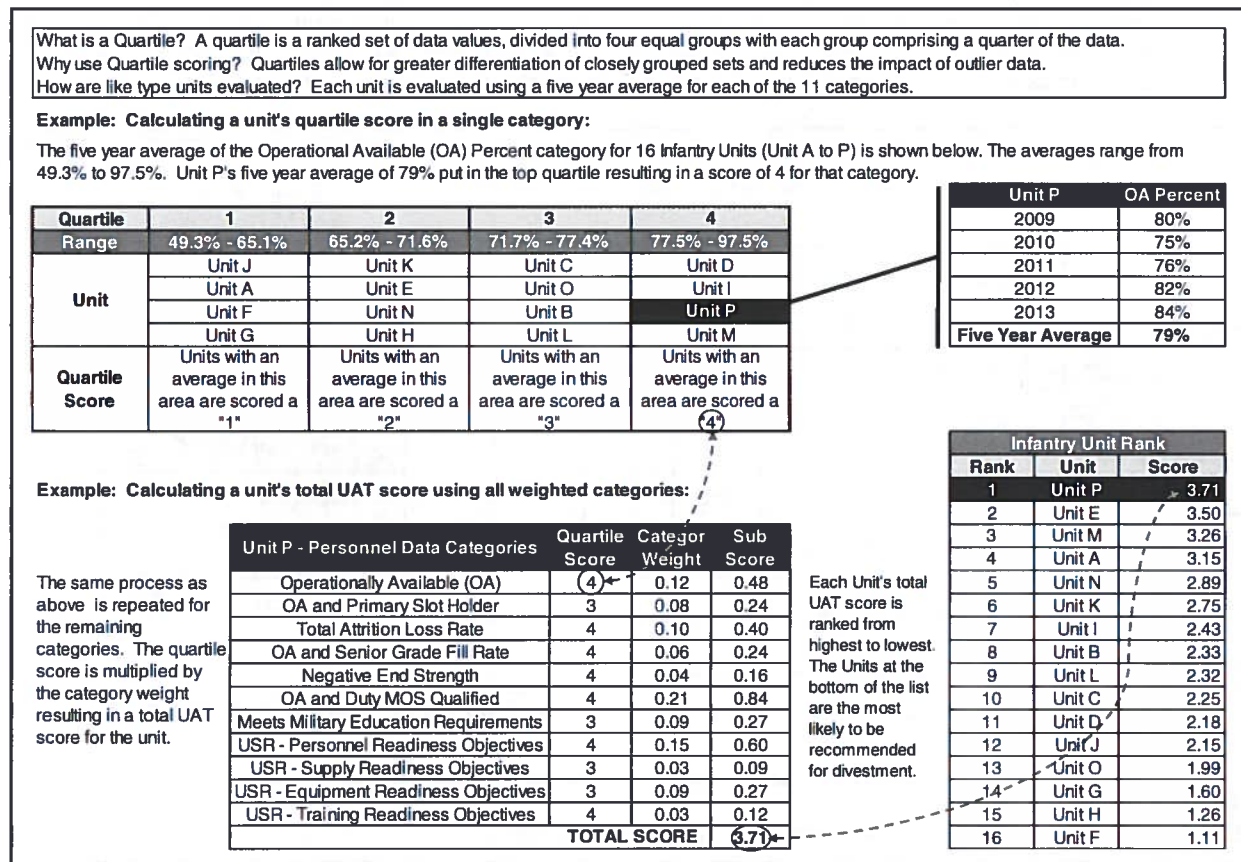 What is a Quartile? A quartile is a ranked set of data values, divided into four equal groups with each group comprising a quarter of the data.
Why use Quartile scoring? Quartiles allow for greater differentiation of closely grouped sets and reduces the impact of outlier data.
How are like type units evaluated? Each unit is evaluated using a five year average for each of the 11 categories.
Example: Calculating a unit's quartile score in a single category:
The five year average of the Operational Available (OA) Percent category for 16 Infantry Units (Unit A to P) is shown below. The averages range from
49.3% to 97.5%. Unit P's five year average of 79% put in the top quartile resulting in a score of 4 for that category.
Quartile 1 2 3 4
Range 49.3% - 65.1% 65.2% - 71.6% 71.7% - 77.4% 77.5% - 97.5%
Unit
Unit J Unit K Unit C Unit D
Unit A Unit E Unit O Unit I
Unit F Unit N Unit B Unit P
Unit G Unit H Unit L Unit M
Quartile
Score
Units with an Units with an Units with an Units with an
average in this average in this average in this average in this
area are scored a area are scored a area are scored a area are scored a
"1" "2" "3" "4"
Unit P OA Percent
2009 80%
2010 75%
2011 76%
2012 82%
2013 84%
Five Year Average 79%
Example: Calculating a unit's total UAT score using all weighted categories:
The same process as
above is repeated for
the remaining
categories. The quartile
score is multiplied by
the category weight
resulting in a total UAT
score for the unit.
Unit P - Personnel Data Categories
Quartile Categor Sub
Score Weight Score
Operationally Available (OA) 4 0.12 0.48
OA and Primary Slot Holder 3 0.08 0.24
Total Attrition Loss Rate 4 0.10 0.40
OA and Senior Grade Fill Rate 4 0.06 0.24
Negative End Strength 4 0.04 0.16
OA and Duty MOS Qualified 4 0.21 0.84
Meets Military Education Requirements 3 0.09 0.27
USR - Personnel Readiness Objectives 4 0.15 0.60
USR - Supply Readiness Objectives 3 0.03 0.09
USR - Equipment Readiness Objectives 3 0.09 0.27
USR - Training Readiness Objectives 4 0.03 0.12
TOTAL SCORE 3.71
Each Unit's total
UAT score is
ranked from
highest to lowest.
The Units at the
bottom of the list
are the most
likely to be
recommended
for divestment.
Infantry Unit Rank
Rank Unit Score
1 Unit P 3.71
2 Unit E 3.50
3 Unit M 3.26
4 Unit A 3.15
5 Unit N 2.89
6 Unit K 2.75
7 Unit I 2.43
8 Unit B 2.33
9 Unit L 2.32
10 Unit C 2.25
11 Unit D 2.18
12 Unit J 2.15
13 Unit O 1.99
14 Unit G 1.60
15 Unit H 1.26
16 Unit F 1.11